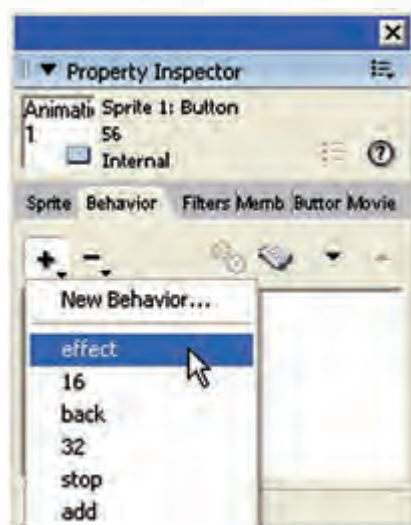 Property Inspector
Animati Sprite 1: Button
1 56
Internal
Sprite Behavior Filters Memb Buttor Movie
New Behavior...
effect
16
back
32
stop
add